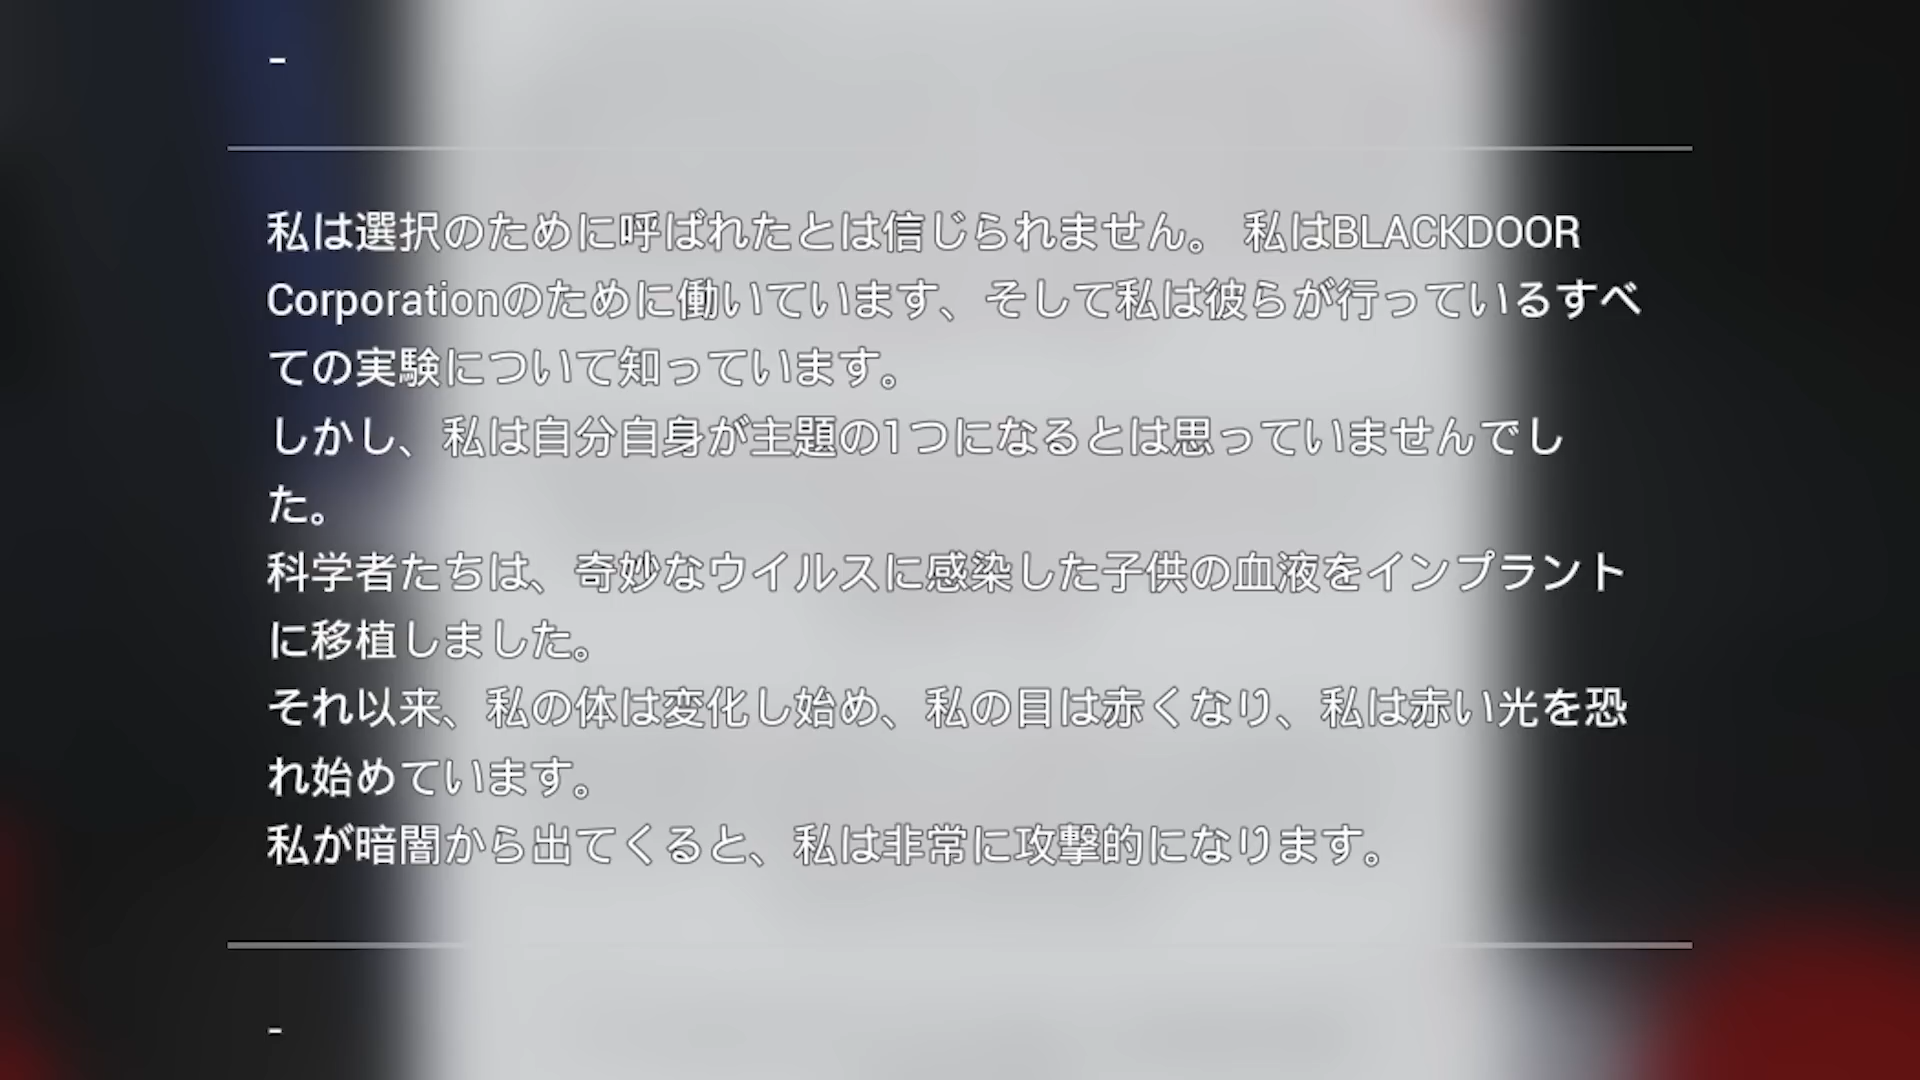 -
私は選択のために呼ばれたとは信じられません。 私はBLACKDOOR
Corporationのために働いています、そして私は彼らが行っているすべ
ての実験について知っています。
しかし、私は自分自身が主題の1つになるとは思っていませんでし
た。
科学者たちは、奇妙なウイルスに感染した子供の血液をインプラント
に移植しました。
それ以来、私の体は変化し始め、私の目は赤くなり、私は赤い光を恐
れ始めています。
私が暗闇から出てくると、私は非常に攻撃的になります。
-